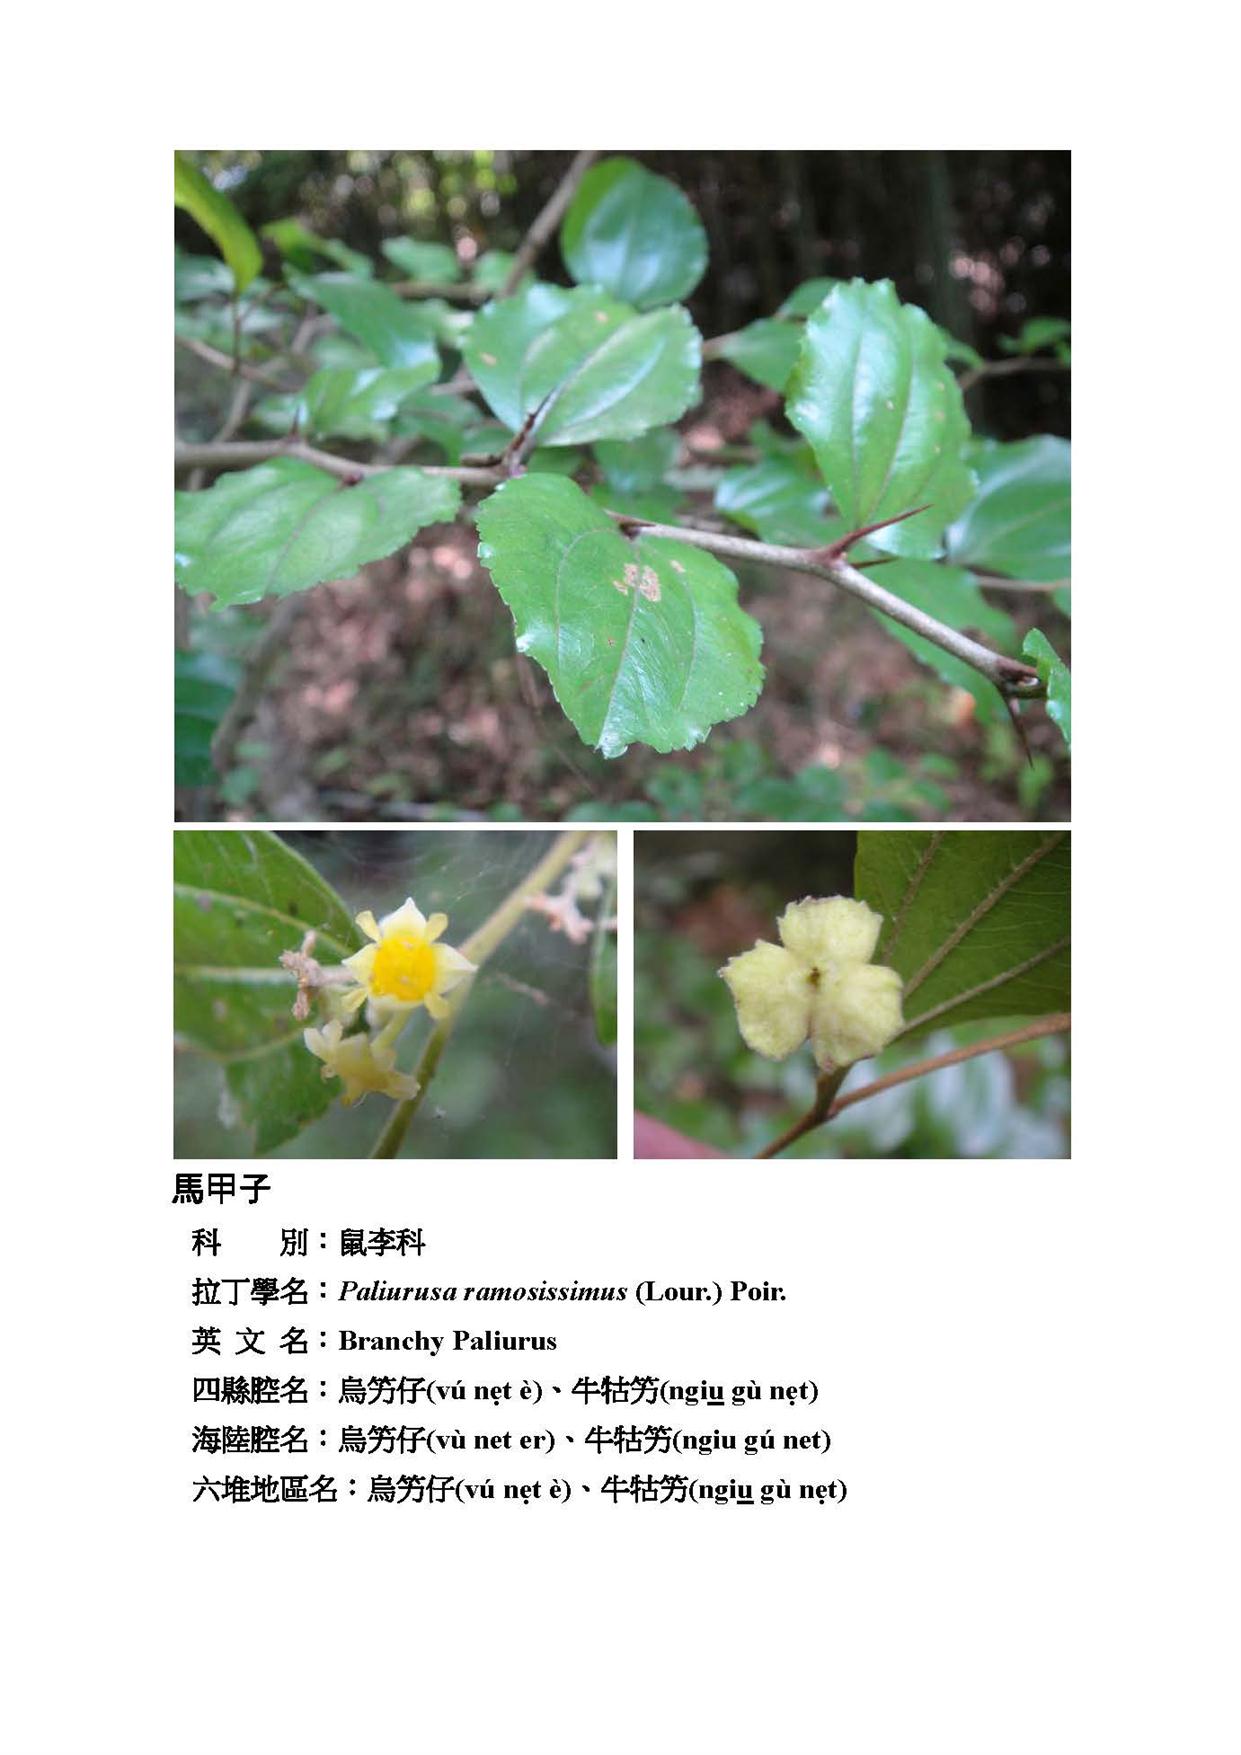 馬甲子
科　　別：鼠李科
拉丁學名：Paliurusa ramosissimus (Lour.) Poir.
英 文 名：Branchy Paliurus
四縣腔名：烏竻仔(vú nẹt è)、牛牯竻(ngiu̲ gù nẹt)
海陸腔名：烏竻仔(vù net er)、牛牯竻(ngiu gú net)
六堆地區名：烏竻仔(vú nẹt è)、牛牯竻(ngiu̲ gù nẹt)